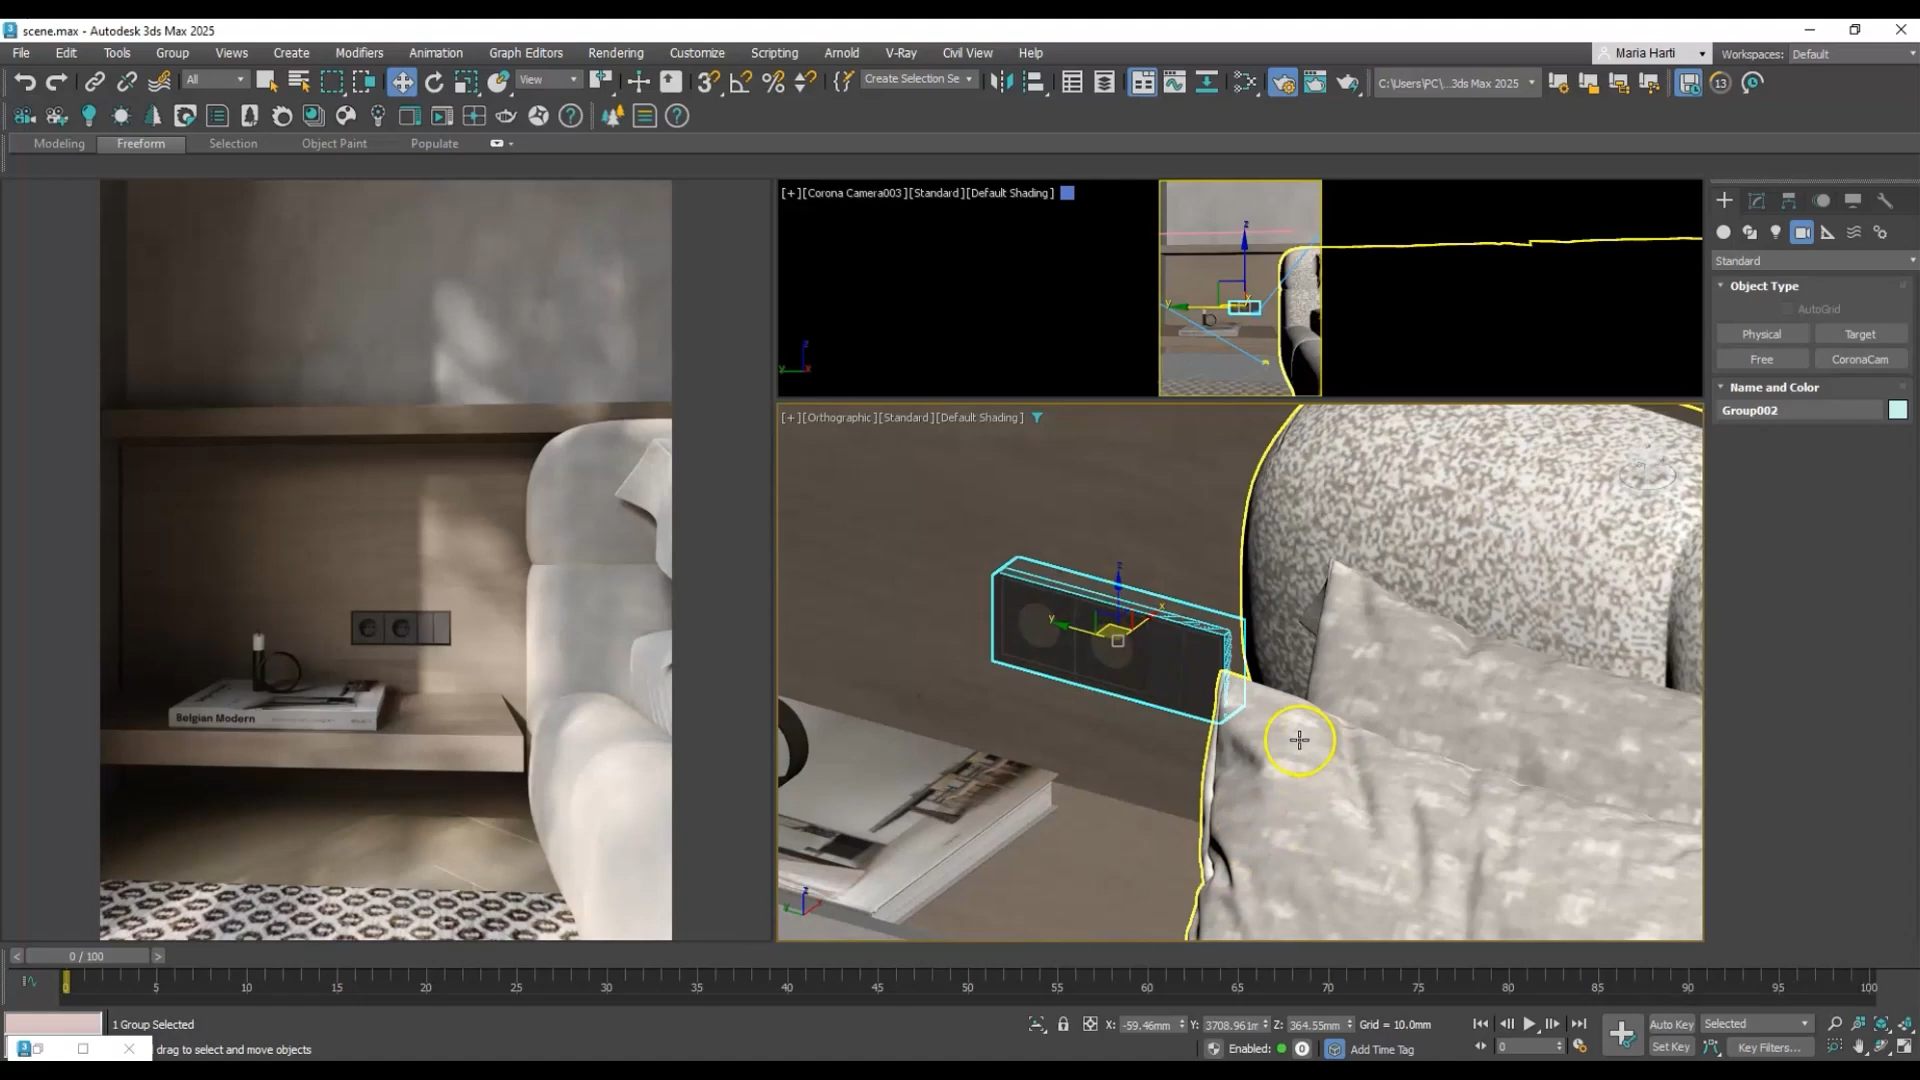 scene.max - Autodesk 3ds Max 2025
File Edit Tools Group Views Create Modifiers Animation Graph Editors Rendering Customize Scripting Arnold V-Ray Civil View Help
Maria Harti Workspaces: Default
All View Create Selection Se C:\Users\PC\...3ds Max 2025 13
Modeling Freeform Selection Object Paint Populate
[+][Corona Camera003][Standard][Default Shading]
Standard
Object Type
AutoGrid
Physical Target
Free CoronaCam
Name and Color
Group002
[+][Orthographic][Standard][Default Shading]
Belgian Modern
< 0 / 100 >
0 5 10 15 20 25 30 35 40 45 50 55 60 65 70 75 80 85 90 95 100
1 Group Selected
X: -59.46mm Y: 3708.961m Z: 364.55mm Grid = 10.0mm
Auto Key Selected
drag to select and move objects
Enabled: 0 Add Time Tag
0 Set Key Key Filters...